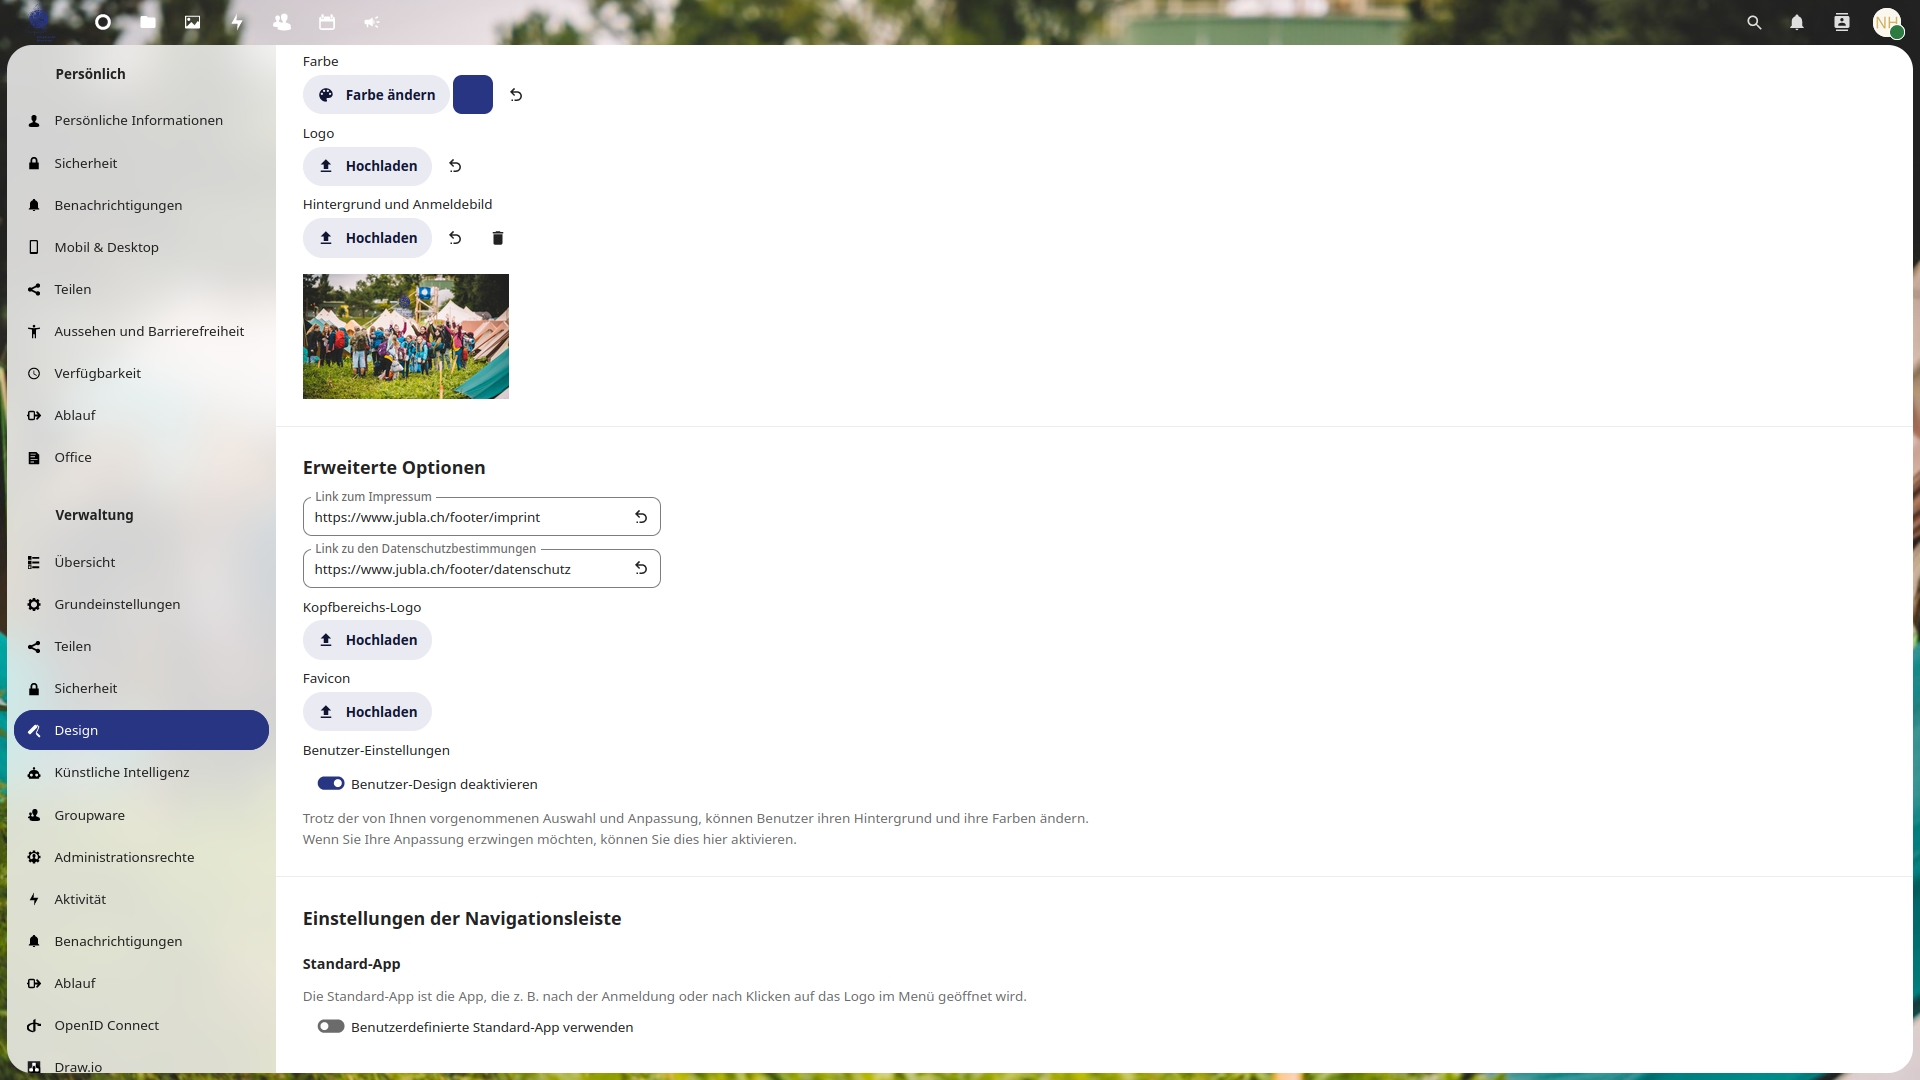 NH
Persönlich
Persönliche Informationen
Sicherheit
Benachrichtigungen
Mobil & Desktop
Teilen
Aussehen und Barrierefreiheit
Verfügbarkeit
Ablauf
Office
Verwaltung
Übersicht
Grundeinstellungen
Teilen
Sicherheit
Design
Künstliche Intelligenz
Groupware
Administrationsrechte
Aktivität
Benachrichtigungen
Ablauf
OpenID Connect
Draw.io
Farbe
Farbe ändern
Logo
Hochladen
Hintergrund und Anmeldebild
Hochladen
Erweiterte Optionen
Link zum Impressum
https://www.jubla.ch/footer/imprint
Link zu den Datenschutzbestimmungen
https://www.jubla.ch/footer/datenschutz
Kopfbereichs-Logo
Hochladen
Favicon
Hochladen
Benutzer-Einstellungen
Benutzer-Design deaktivieren
Trotz der von Ihnen vorgenommenen Auswahl und Anpassung, können Benutzer ihren Hintergrund und ihre Farben ändern.
Wenn Sie Ihre Anpassung erzwingen möchten, können Sie dies hier aktivieren.
Einstellungen der Navigationsleiste
Standard-App
Die Standard-App ist die App, die z. B. nach der Anmeldung oder nach Klicken auf das Logo im Menü geöffnet wird.
Benutzerdefinierte Standard-App verwenden